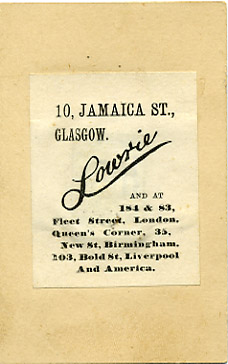 10, JAMAICA ST.,
GLASGOW.
Lowrie
AND AT
184 & 83,
Fleet Street, London.
Queen's Corner, 35,
New St, Birmingham.
103, Bold St, Liverpool
And America.